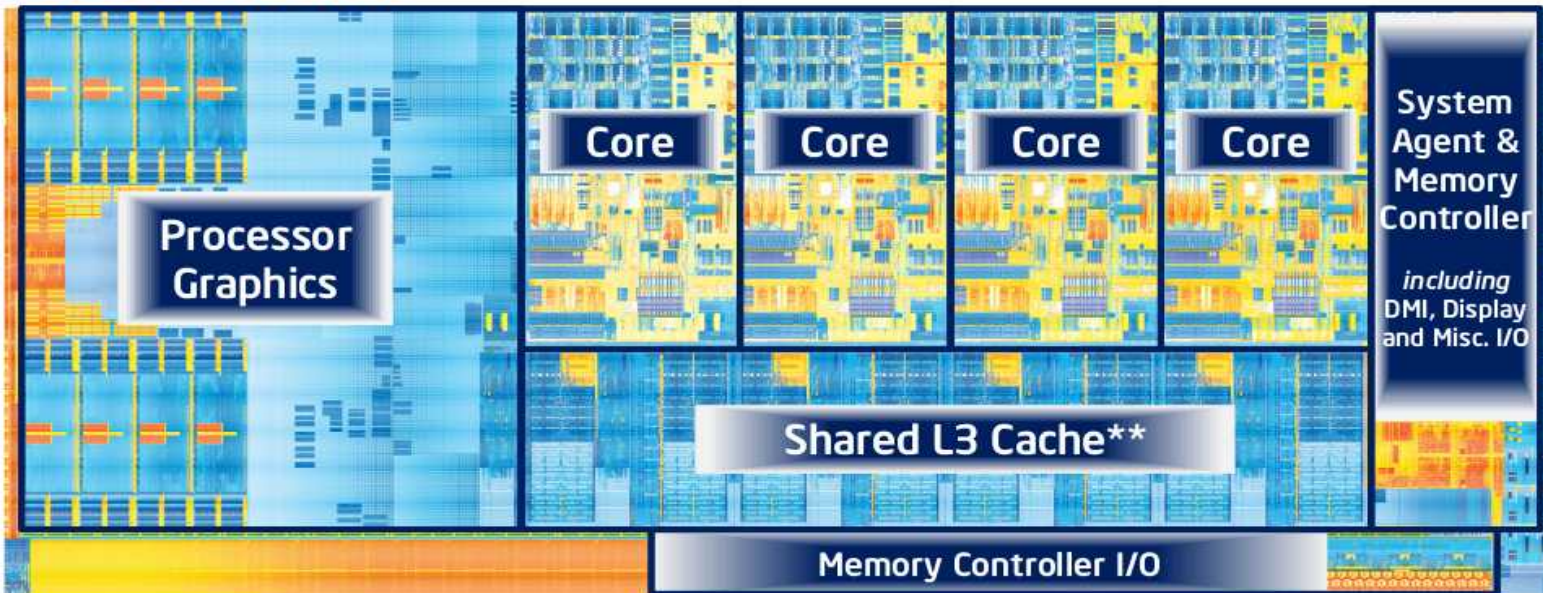 Processor
Graphics
Core
Core
Core
Core
System
Agent &
Memory
Controller
including
DMI, Display
and Misc. I/O
Shared L3 Cache**
Memory Controller I/O